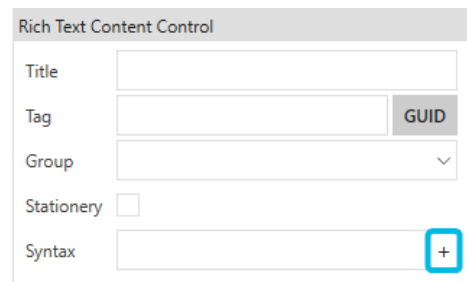 Rich Text Content Control
Title
Tag GUID
Group
Stationery
Syntax +